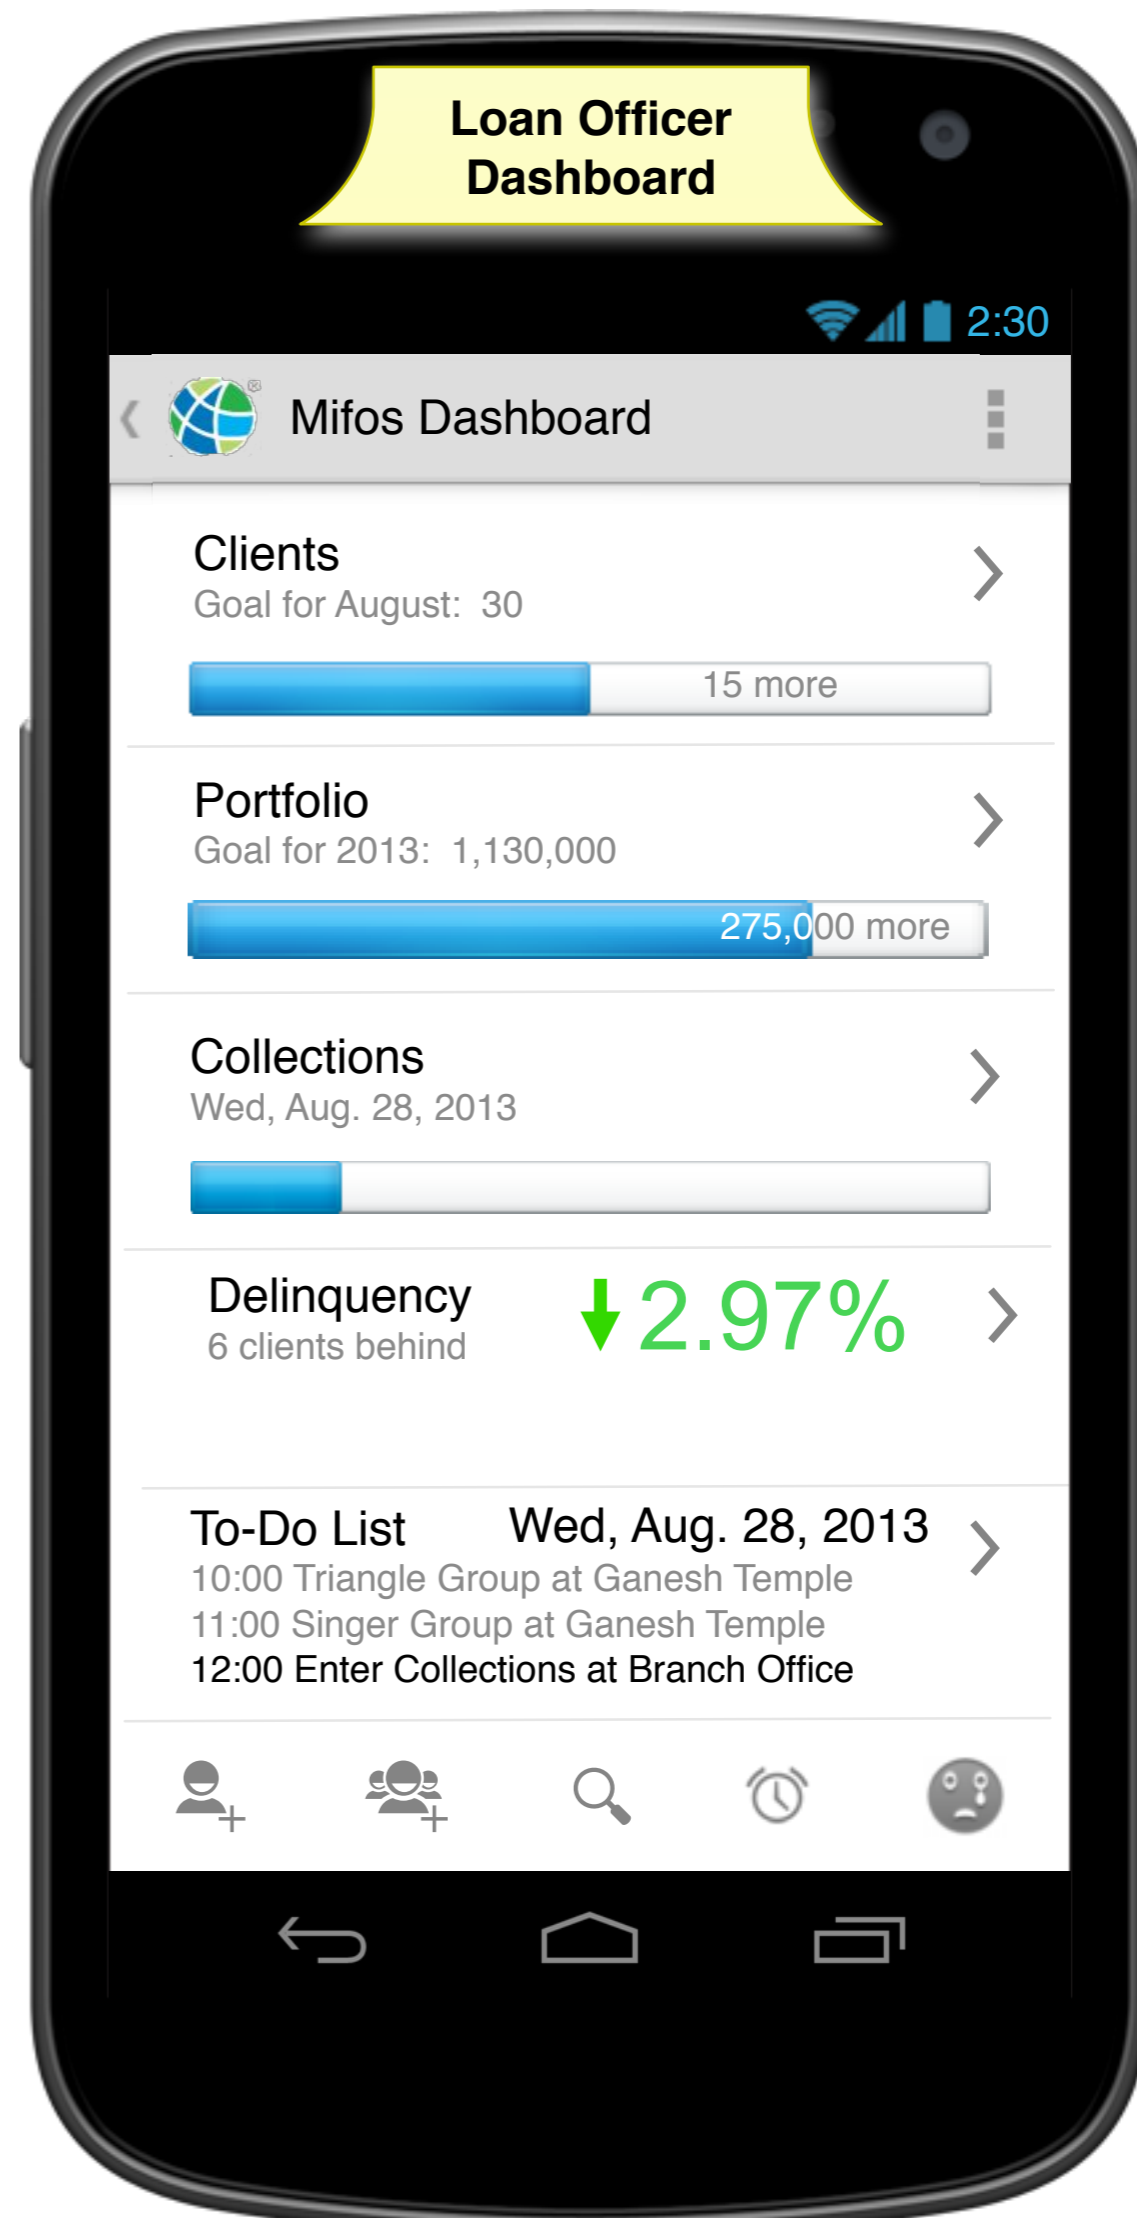 Loan Officer
Dashboard
2:30
Mifos Dashboard
Clients
Goal for August:  30
15 more
Portfolio
Goal for 2013:  1,130,000
275,000 more
Collections
Wed, Aug. 28, 2013
Delinquency
6 clients behind
2.97%
To-Do List
Wed, Aug. 28, 2013
10:00 Triangle Group at Ganesh Temple
11:00 Singer Group at Ganesh Temple
12:00 Enter Collections at Branch Office